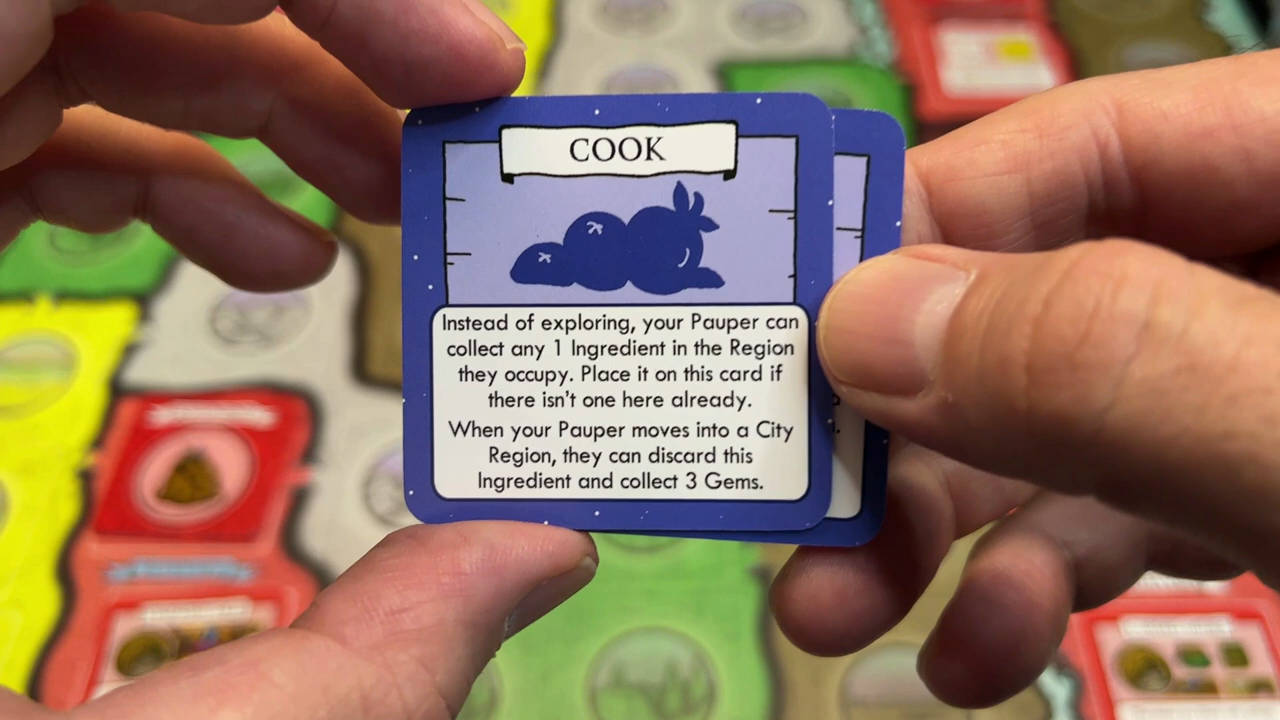 COOK
Instead of exploring, your Pauper can
collect any 1 Ingredient in the Region
they occupy. Place it on this card if
there isn't one here already.
When your Pauper moves into a City
Region, they can discard this
Ingredient and collect 3 Gems.